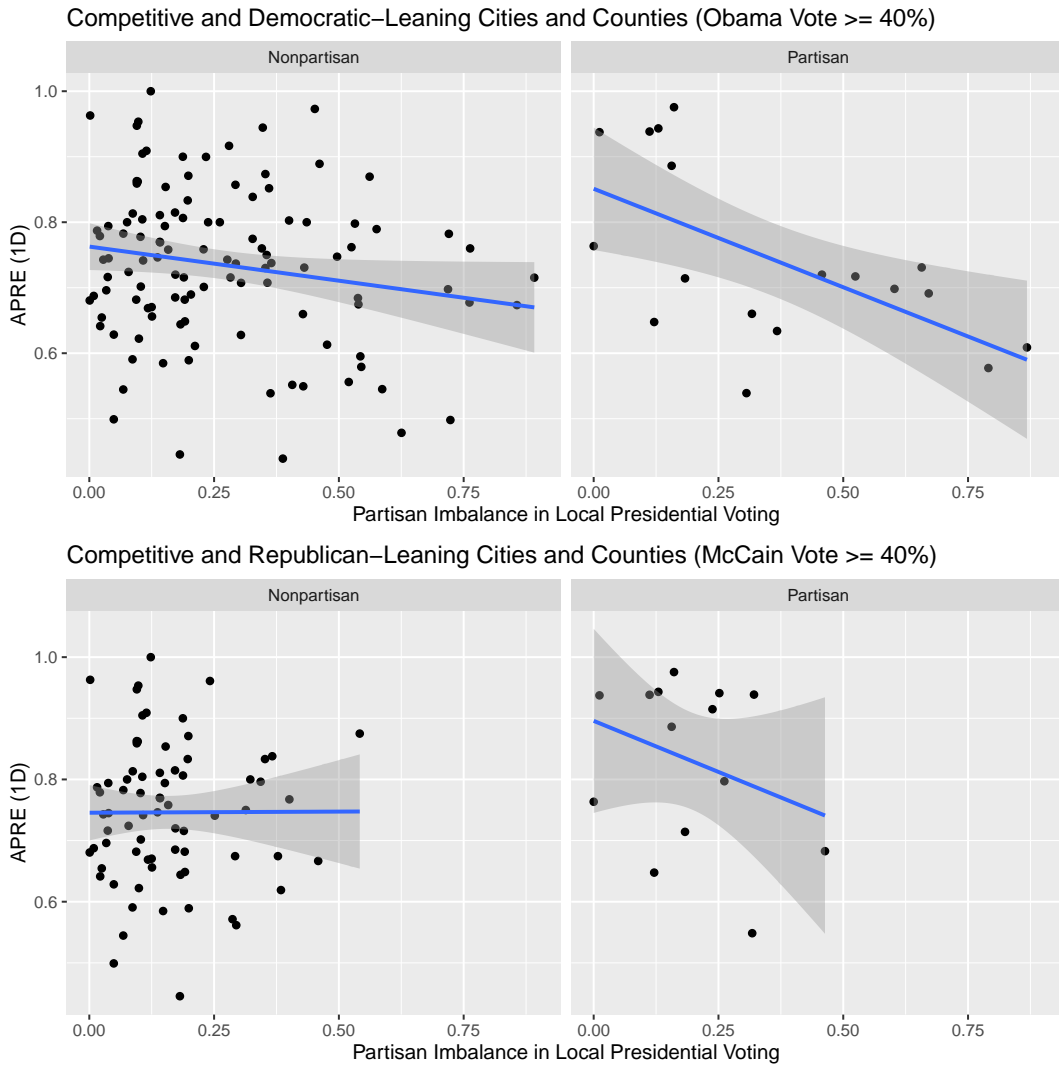 Competitive and Democratic−Leaning Cities and Counties (Obama Vote >= 40%)
Nonpartisan Partisan
1.0
0.8
0.6
APRE (1D)
0.00 0.25 0.50 0.75 0.00 0.25 0.50 0.75
Partisan Imbalance in Local Presidential Voting
Competitive and Republican−Leaning Cities and Counties (McCain Vote >= 40%)
Nonpartisan Partisan
1.0
0.8
0.6
APRE (1D)
0.00 0.25 0.50 0.75 0.00 0.25 0.50 0.75
Partisan Imbalance in Local Presidential Voting